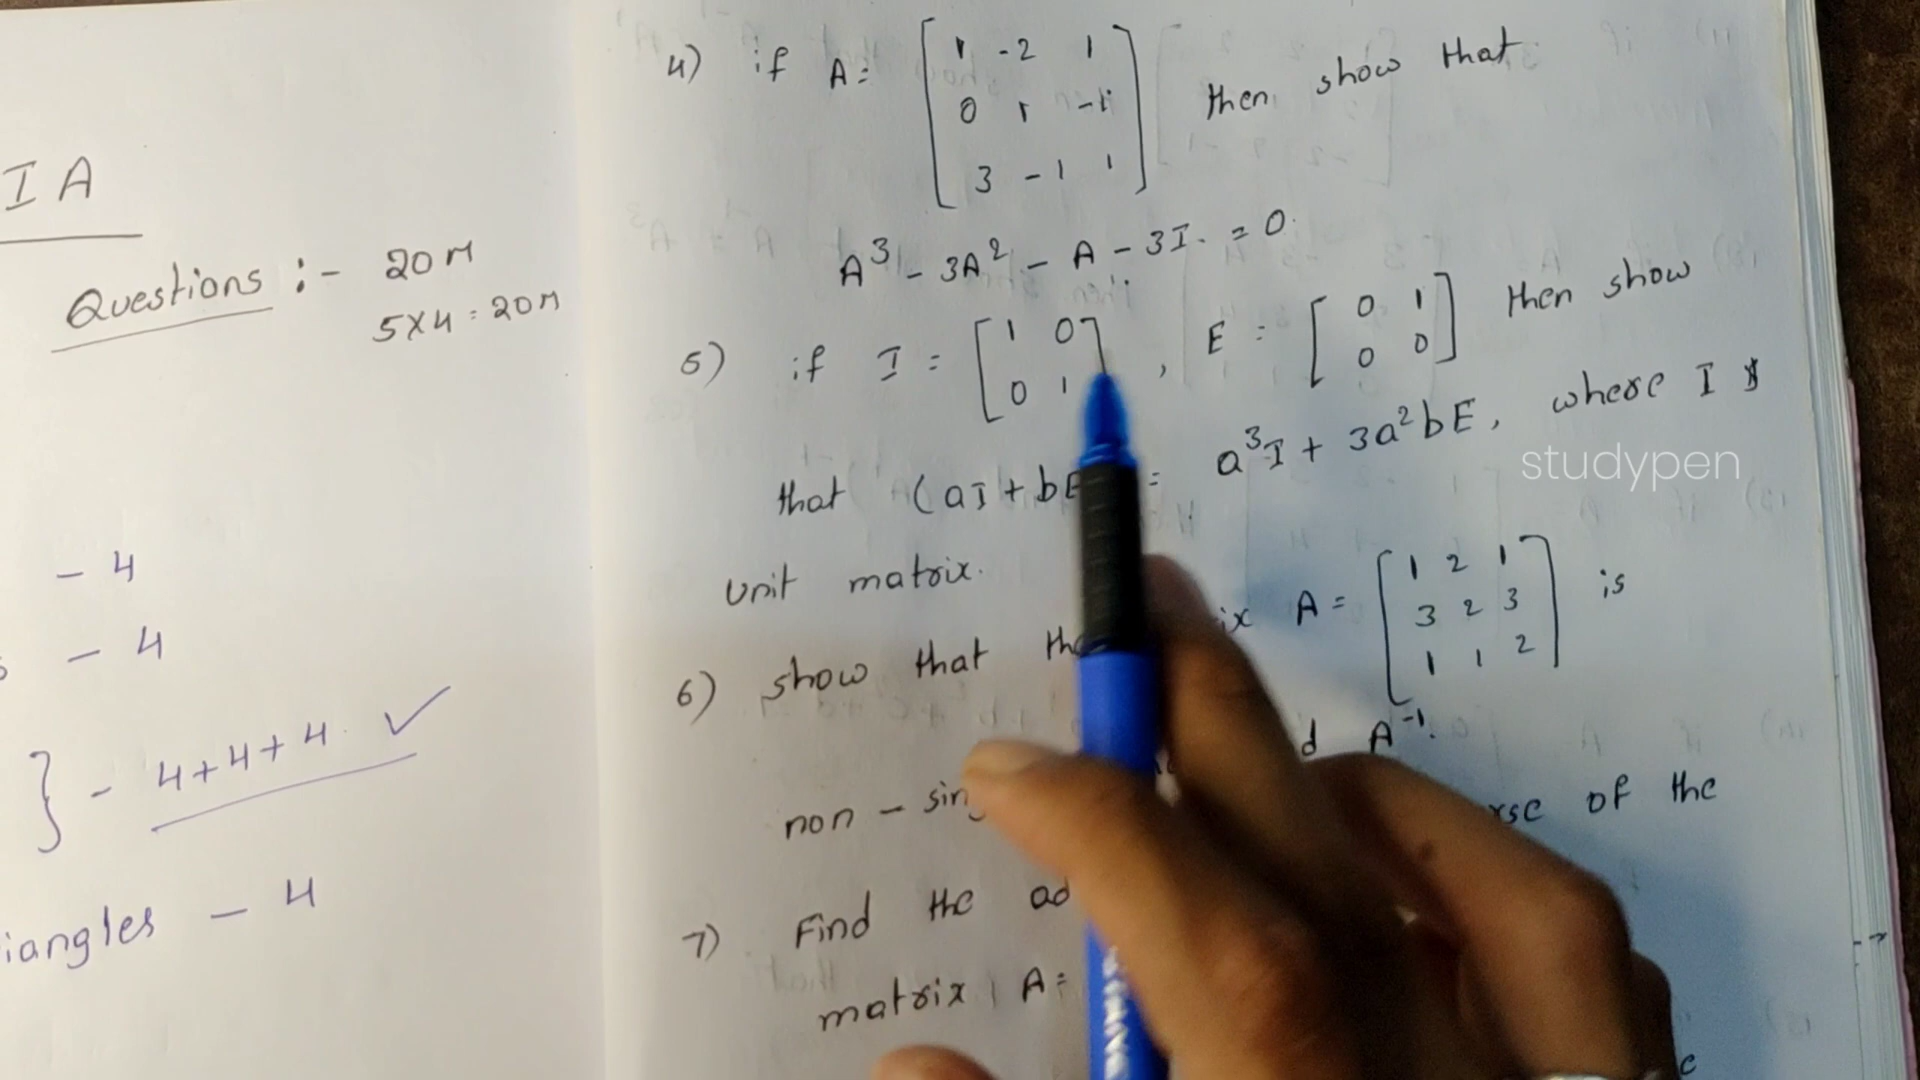 I A
Questions :- 20M
5X4 = 20M
- 4
- 4
} - 4+4+4. ✓
iangles - 4
4) if A = [ 1 -2 1
0 1 -1
3 -1 1 ] then show that
A³ - 3A² - A - 3I. = 0.
5) if I = [ 1 0
0 1 ] , E = [ 0 1
0 0 ] then show
that (aI + bE = a³I + 3a²bE, where I
unit matrix.
6) show that the A = [ 1 2 1
3 2 3
1 1 2 ] is
non - A⁻¹.
7) Find the of the
matrix A =
studypen